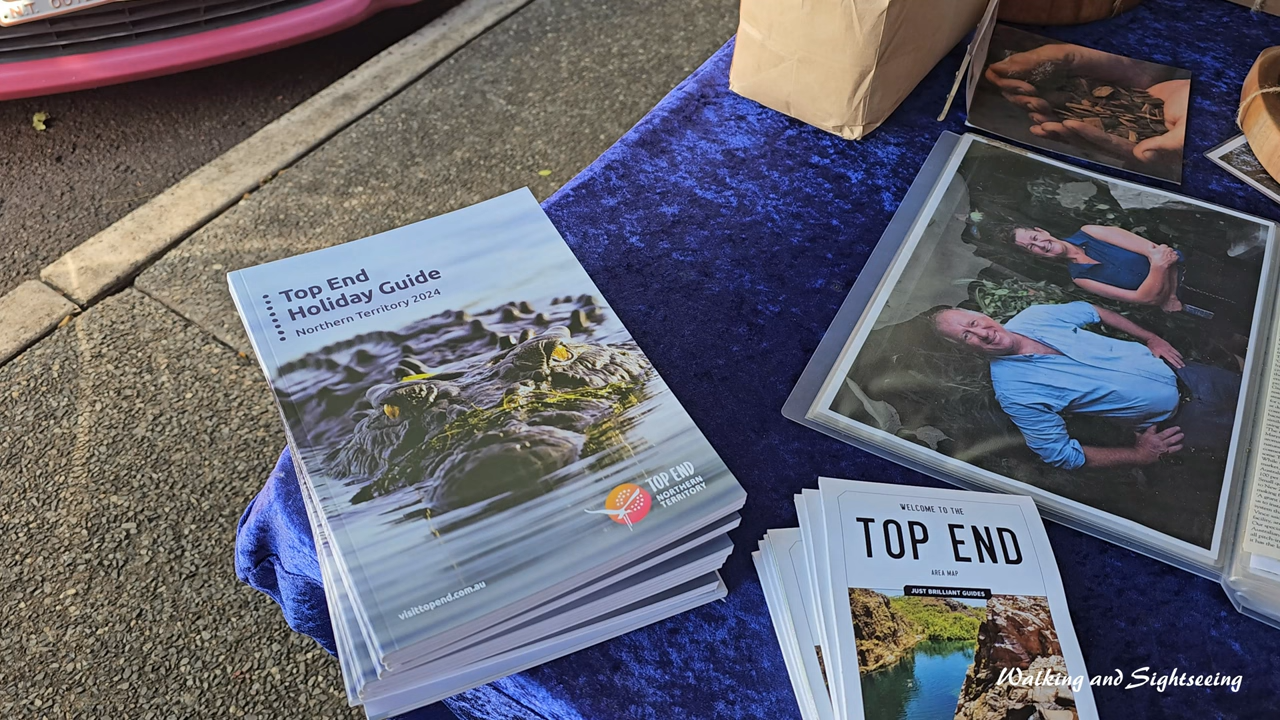 Top End
Holiday Guide
Northern Territory 2024
TOP END
NORTHERN
TERRITORY
visittopend.com.au
WELCOME TO THE
TOP END
AREA MAP
JUST BRILLIANT GUIDES
Walking and Sightseeing